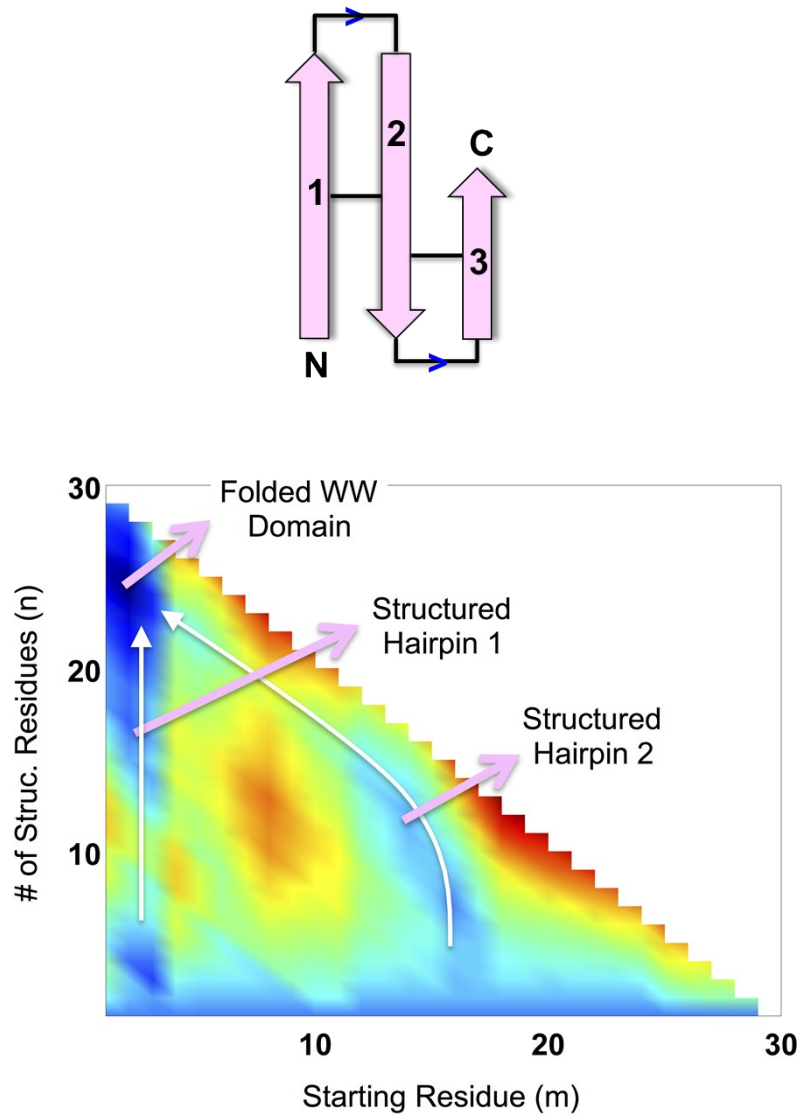 2
C
1
3
N
30
Folded WW
Domain
Structured
Hairpin 1
20
Structured
Hairpin 2
10
# of Struc. Residues (n)
10
20
30
Starting Residue (m)